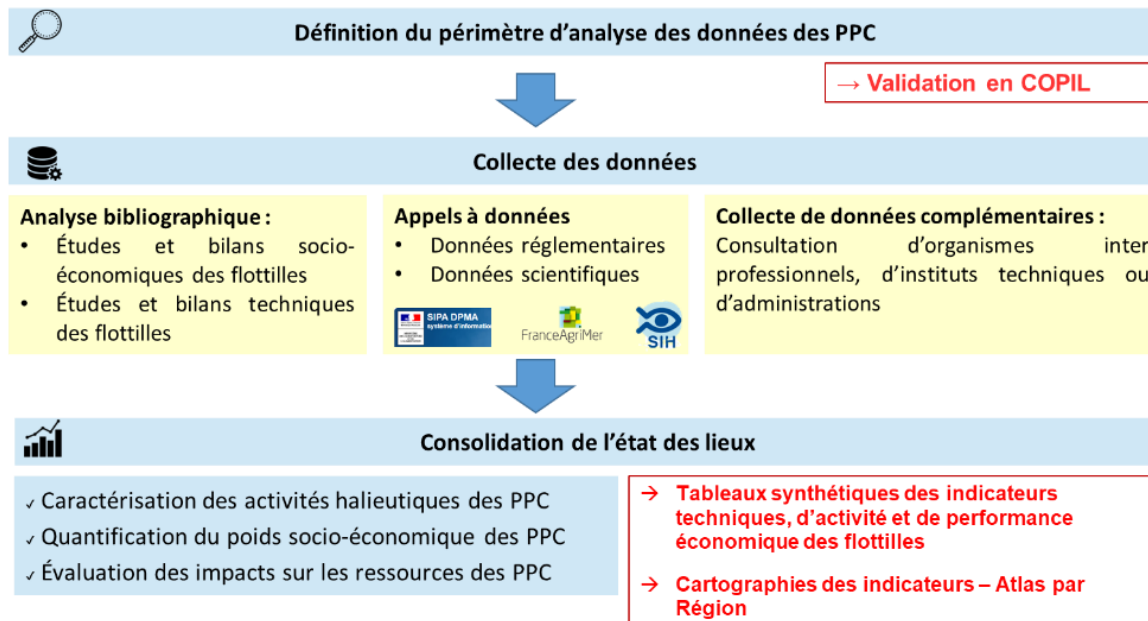 Définition du périmètre d’analyse des données des PPC
→ Validation en COPIL
Collecte des données
Analyse bibliographique :
• Études et bilans socio-
économiques des flottilles
• Études et bilans techniques
des flottilles
Appels à données
• Données réglementaires
• Données scientifiques
SIPA DPMA
système d'information
FranceAgriMer
SIH
Collecte de données complémentaires :
Consultation d’organismes inter
professionnels, d’instituts techniques ou
d’administrations
Consolidation de l’état des lieux
✓ Caractérisation des activités halieutiques des PPC
✓ Quantification du poids socio-économique des PPC
✓ Évaluation des impacts sur les ressources des PPC
→ Tableaux synthétiques des indicateurs
techniques, d’activité et de performance
économique des flottilles
→ Cartographies des indicateurs – Atlas par
Région